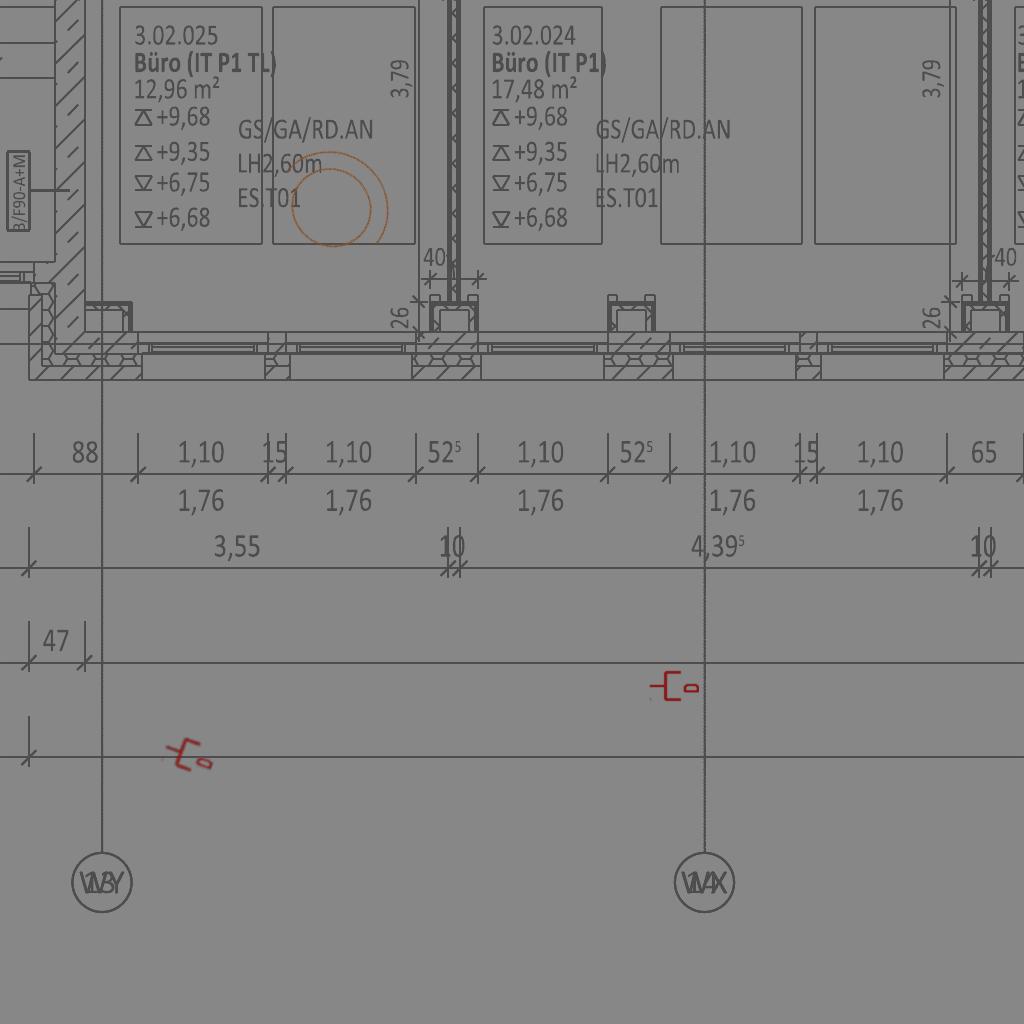 3.02.025
Büro (IT P1 TL)
12,96 m²
+9,68
+9,35
+6,75
+6,68
GS/GA/RD.AN
LH2,60m
ES.T01
3,79
3.02.024
Büro (IT P1)
17,48 m²
+9,68
+9,35
+6,75
+6,68
GS/GA/RD.AN
LH2,60m
ES.T01
3,79
/F90-A+M
40
26
40
26
88 1,10 15 1,10 52⁵ 1,10 52⁵ 1,10 15 1,10 65
1,76 1,76 1,76 1,76 1,76
3,55 10 4,39⁵ 10
47